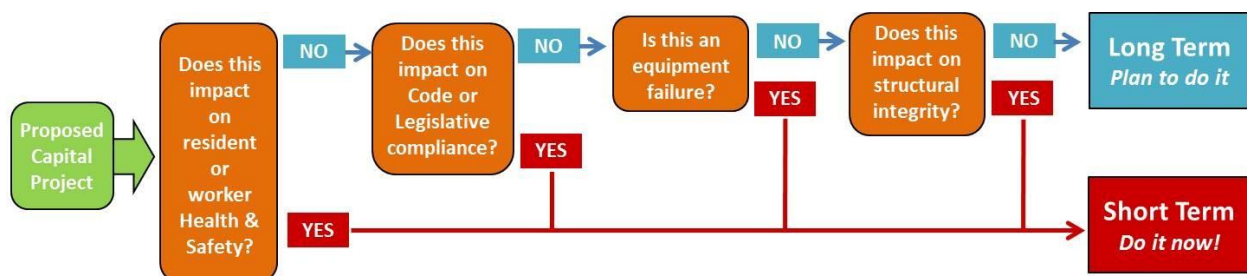 Proposed
Capital
Project
Does this
impact
on
resident
or
worker
Health &
Safety?
NO
YES
Does this
impact on
Code or
Legislative
compliance?
NO
YES
Is this an
equipment
failure?
NO
YES
Does this
impact on
structural
integrity?
NO
YES
Long Term
Plan to do it
Short Term
Do it now!